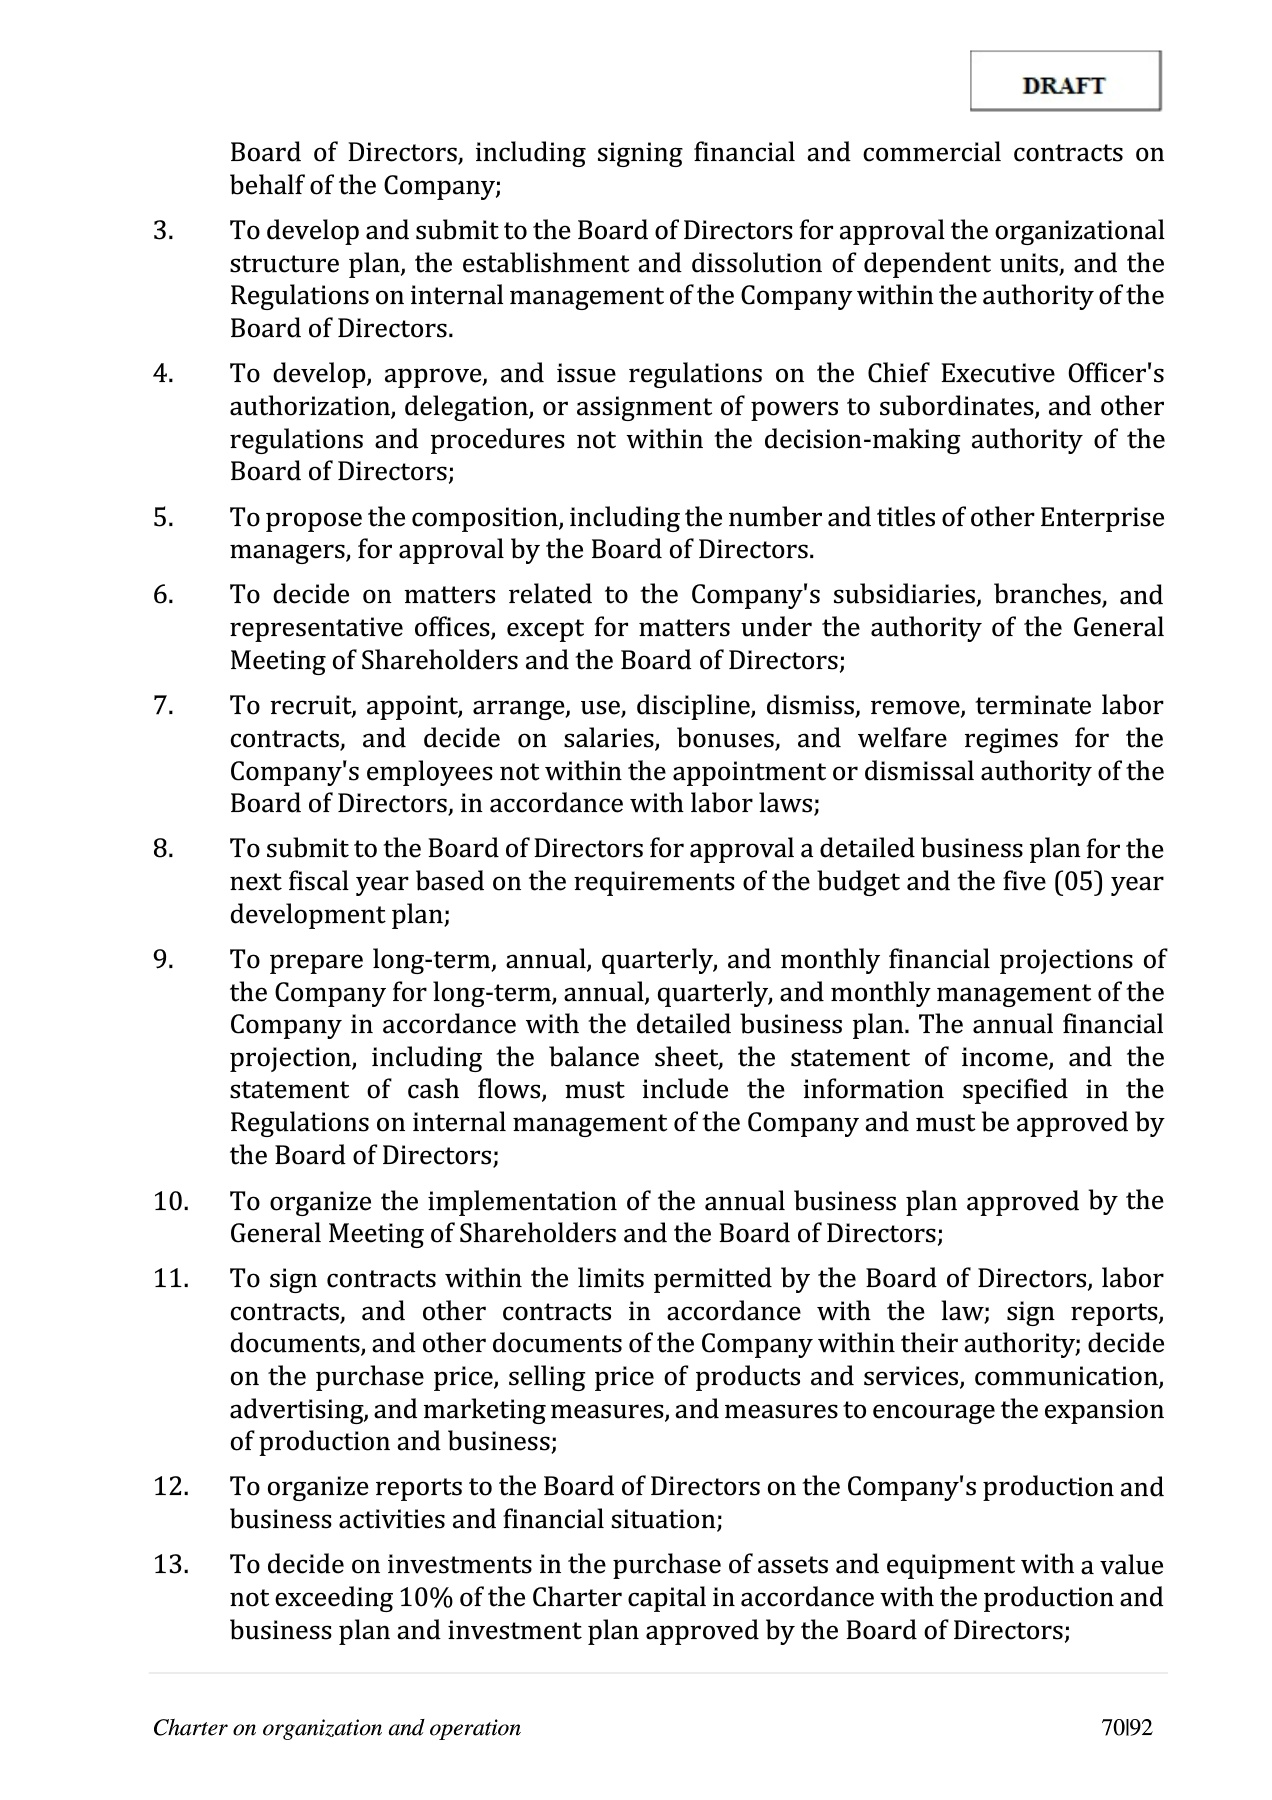 DRAFT
Board of Directors, including signing financial and commercial contracts on
behalf of the Company;
3. To develop and submit to the Board of Directors for approval the organizational
structure plan, the establishment and dissolution of dependent units, and the
Regulations on internal management of the Company within the authority of the
Board of Directors.
4. To develop, approve, and issue regulations on the Chief Executive Officer's
authorization, delegation, or assignment of powers to subordinates, and other
regulations and procedures not within the decision-making authority of the
Board of Directors;
5. To propose the composition, including the number and titles of other Enterprise
managers, for approval by the Board of Directors.
6. To decide on matters related to the Company's subsidiaries, branches, and
representative offices, except for matters under the authority of the General
Meeting of Shareholders and the Board of Directors;
7. To recruit, appoint, arrange, use, discipline, dismiss, remove, terminate labor
contracts, and decide on salaries, bonuses, and welfare regimes for the
Company's employees not within the appointment or dismissal authority of the
Board of Directors, in accordance with labor laws;
8. To submit to the Board of Directors for approval a detailed business plan for the
next fiscal year based on the requirements of the budget and the five (05) year
development plan;
9. To prepare long-term, annual, quarterly, and monthly financial projections of
the Company for long-term, annual, quarterly, and monthly management of the
Company in accordance with the detailed business plan. The annual financial
projection, including the balance sheet, the statement of income, and the
statement of cash flows, must include the information specified in the
Regulations on internal management of the Company and must be approved by
the Board of Directors;
10. To organize the implementation of the annual business plan approved by the
General Meeting of Shareholders and the Board of Directors;
11. To sign contracts within the limits permitted by the Board of Directors, labor
contracts, and other contracts in accordance with the law; sign reports,
documents, and other documents of the Company within their authority; decide
on the purchase price, selling price of products and services, communication,
advertising, and marketing measures, and measures to encourage the expansion
of production and business;
12. To organize reports to the Board of Directors on the Company's production and
business activities and financial situation;
13. To decide on investments in the purchase of assets and equipment with a value
not exceeding 10% of the Charter capital in accordance with the production and
business plan and investment plan approved by the Board of Directors;
Charter on organization and operation 70|92